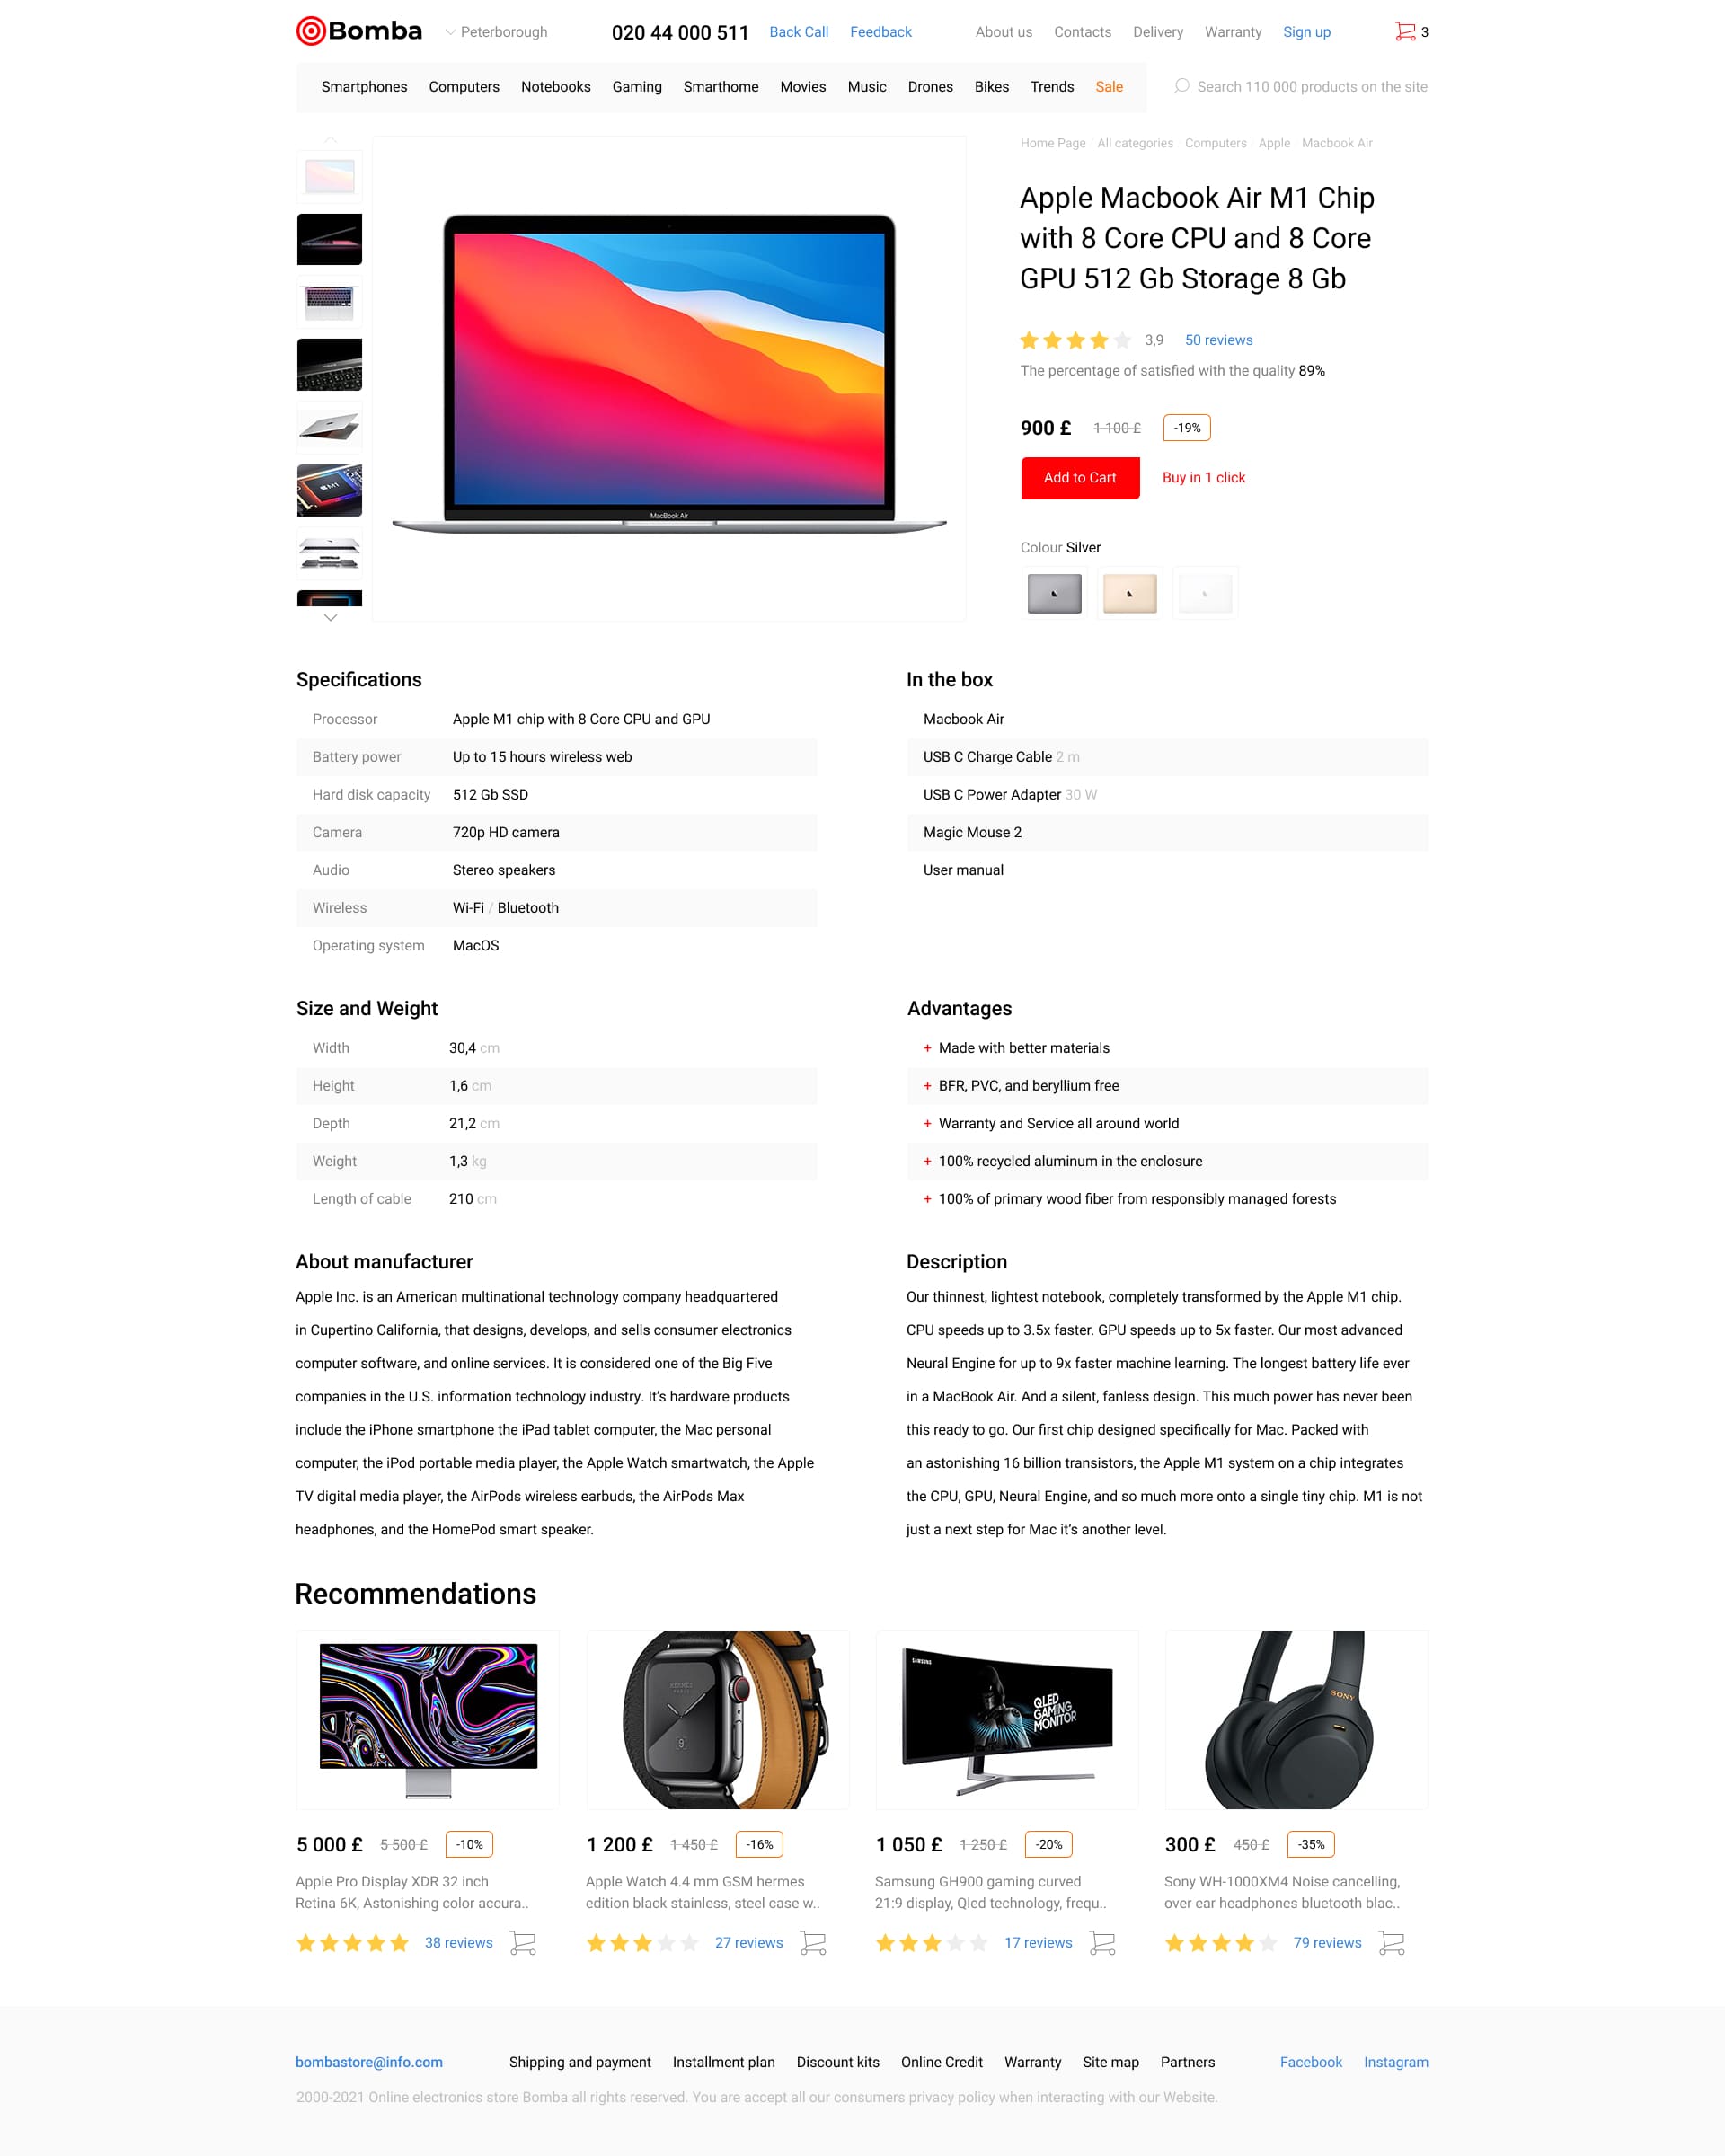 Bomba
Peterborough
020 44 000 511
Back Call
Feedback
About us
Contacts
Delivery
Warranty
Sign up
3
Smartphones
Computers
Notebooks
Gaming
Smarthome
Movies
Music
Drones
Bikes
Trends
Sale
Search 110 000 products on the site
Home Page
All categories
Computers
Apple
Macbook Air
M1
MacBook Air
Apple Macbook Air M1 Chip
with 8 Core CPU and 8 Core
GPU 512 Gb Storage 8 Gb
3,9
50 reviews
The percentage of satisfied with the quality 89%
900 £
1 100 £
-19%
Add to Cart
Buy in 1 click
Colour Silver
Specifications
Processor
Apple M1 chip with 8 Core CPU and GPU
Battery power
Up to 15 hours wireless web
Hard disk capacity
512 Gb SSD
Camera
720p HD camera
Audio
Stereo speakers
Wireless
Wi-Fi / Bluetooth
Operating system
MacOS
In the box
Macbook Air
USB C Charge Cable 2 m
USB C Power Adapter 30 W
Magic Mouse 2
User manual
Size and Weight
Width
30,4 cm
Height
1,6 cm
Depth
21,2 cm
Weight
1,3 kg
Length of cable
210 cm
Advantages
+ Made with better materials
+ BFR, PVC, and beryllium free
+ Warranty and Service all around world
+ 100% recycled aluminum in the enclosure
+ 100% of primary wood fiber from responsibly managed forests
About manufacturer
Apple Inc. is an American multinational technology company headquartered
in Cupertino California, that designs, develops, and sells consumer electronics
computer software, and online services. It is considered one of the Big Five
companies in the U.S. information technology industry. It’s hardware products
include the iPhone smartphone the iPad tablet computer, the Mac personal
computer, the iPod portable media player, the Apple Watch smartwatch, the Apple
TV digital media player, the AirPods wireless earbuds, the AirPods Max
headphones, and the HomePod smart speaker.
Description
Our thinnest, lightest notebook, completely transformed by the Apple M1 chip.
CPU speeds up to 3.5x faster. GPU speeds up to 5x faster. Our most advanced
Neural Engine for up to 9x faster machine learning. The longest battery life ever
in a MacBook Air. And a silent, fanless design. This much power has never been
this ready to go. Our first chip designed specifically for Mac. Packed with
an astonishing 16 billion transistors, the Apple M1 system on a chip integrates
the CPU, GPU, Neural Engine, and so much more onto a single tiny chip. M1 is not
just a next step for Mac it’s another level.
Recommendations
5 000 £
5 500 £
-10%
Apple Pro Display XDR 32 inch
Retina 6K, Astonishing color accura..
38 reviews
HERMES
9
1 200 £
1 450 £
-16%
Apple Watch 4.4 mm GSM hermes
edition black stainless, steel case w..
27 reviews
SAMSUNG
QLED
GAMING
MONITOR
1 050 £
1 250 £
-20%
Samsung GH900 gaming curved
21:9 display, Qled technology, frequ..
17 reviews
SONY
300 £
450 £
-35%
Sony WH-1000XM4 Noise cancelling,
over ear headphones bluetooth blac..
79 reviews
bombastore@info.com
Shipping and payment
Installment plan
Discount kits
Online Credit
Warranty
Site map
Partners
Facebook
Instagram
2000-2021 Online electronics store Bomba all rights reserved. You are accept all our consumers privacy policy when interacting with our Website.